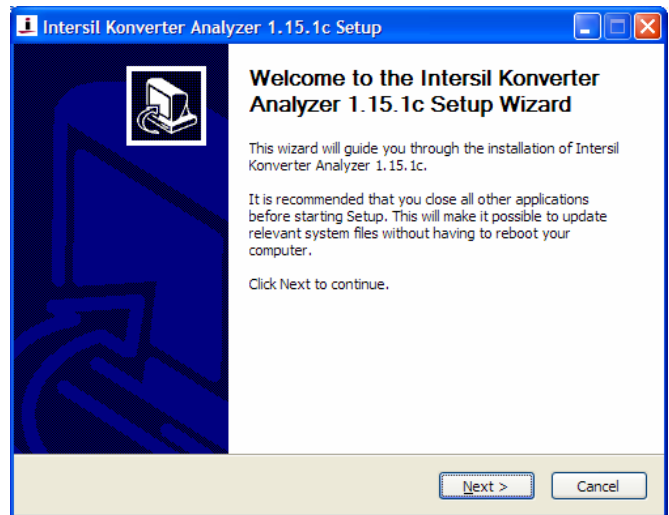 Intersil Konverter Analyzer 1.15.1c Setup
Welcome to the Intersil Konverter
Analyzer 1.15.1c Setup Wizard
This wizard will guide you through the installation of Intersil
Konverter Analyzer 1.15.1c.
It is recommended that you close all other applications
before starting Setup. This will make it possible to update
relevant system files without having to reboot your
computer.
Click Next to continue.
Next >
Cancel